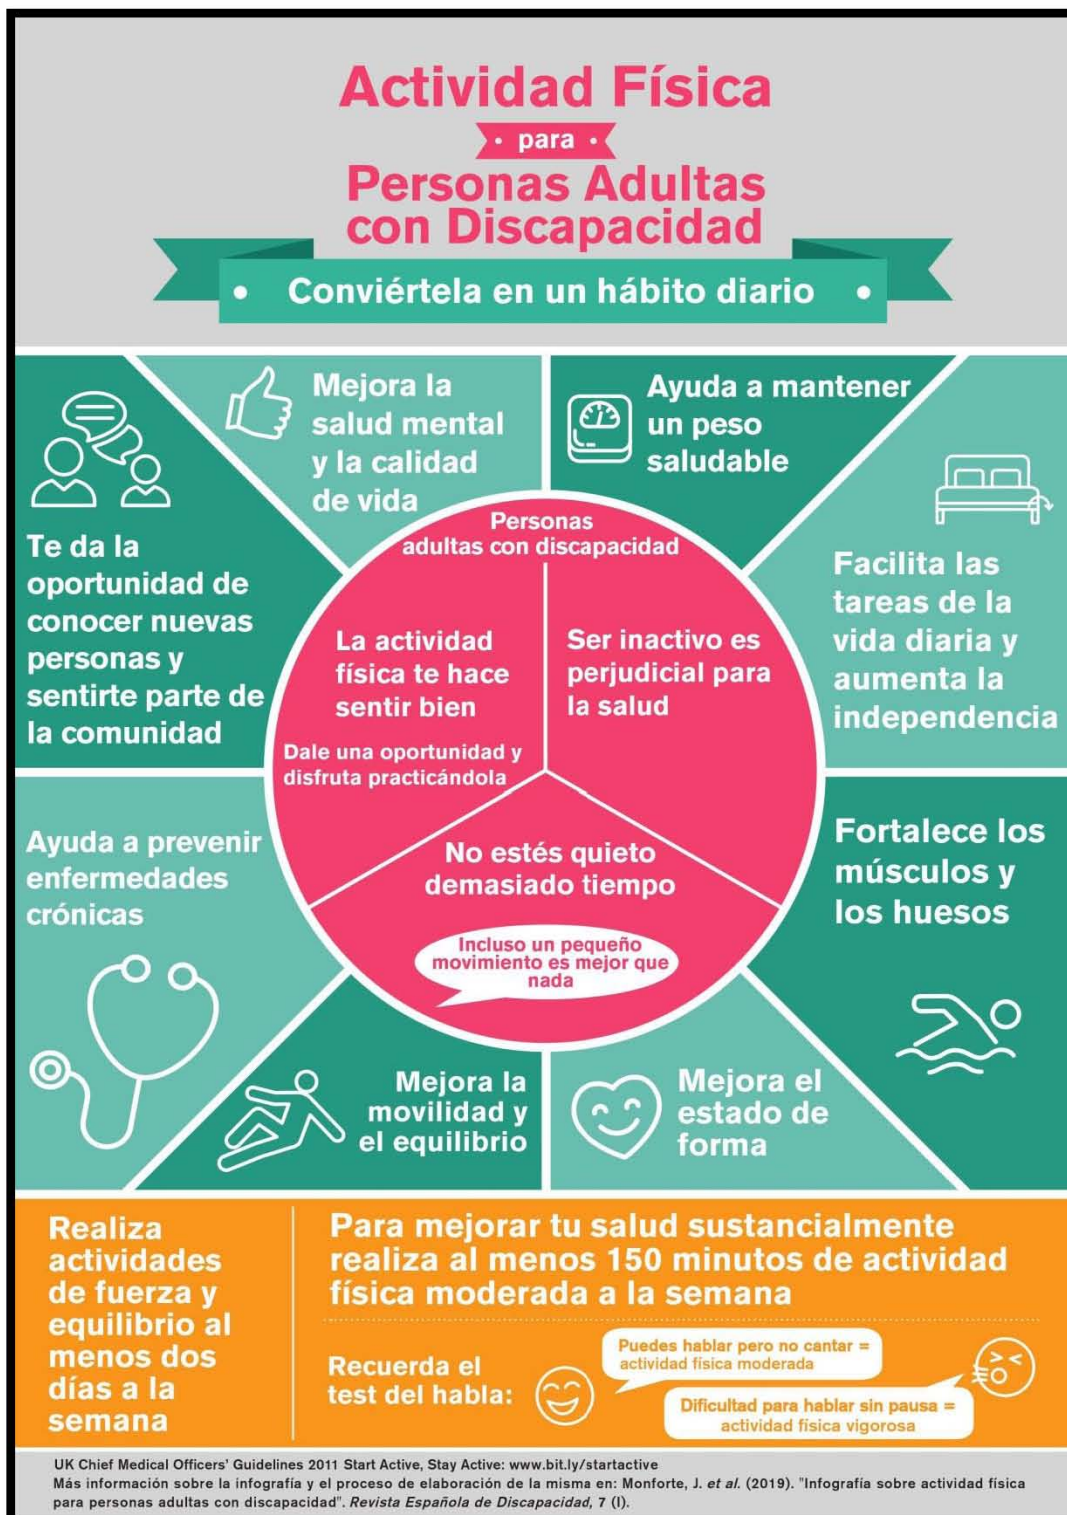 Actividad Física
• para •
Personas Adultas
con Discapacidad
• Conviértela en un hábito diario •
Te da la
oportunidad de
conocer nuevas
personas y
sentirte parte de
la comunidad
Mejora la
salud mental
y la calidad
de vida
Ayuda a mantener
un peso
saludable
Facilita las
tareas de la
vida diaria y
aumenta la
independencia
Personas
adultas con discapacidad
La actividad
física te hace
sentir bien
Dale una oportunidad y
disfruta practicándola
Ser inactivo es
perjudicial para
la salud
No estés quieto
demasiado tiempo
Incluso un pequeño
movimiento es mejor que
nada
Ayuda a prevenir
enfermedades
crónicas
Fortalece los
músculos y
los huesos
Mejora la
movilidad y
el equilibrio
Mejora el
estado de
forma
Realiza
actividades
de fuerza y
equilibrio al
menos dos
días a la
semana
Para mejorar tu salud sustancialmente
realiza al menos 150 minutos de actividad
física moderada a la semana
Recuerda el
test del habla:
Puedes hablar pero no cantar =
actividad física moderada
Dificultad para hablar sin pausa =
actividad física vigorosa
UK Chief Medical Officers' Guidelines 2011 Start Active, Stay Active: www.bit.ly/startactive
Más información sobre la infografía y el proceso de elaboración de la misma en: Monforte, J. et al. (2019). "Infografía sobre actividad física
para personas adultas con discapacidad". Revista Española de Discapacidad, 7 (I).